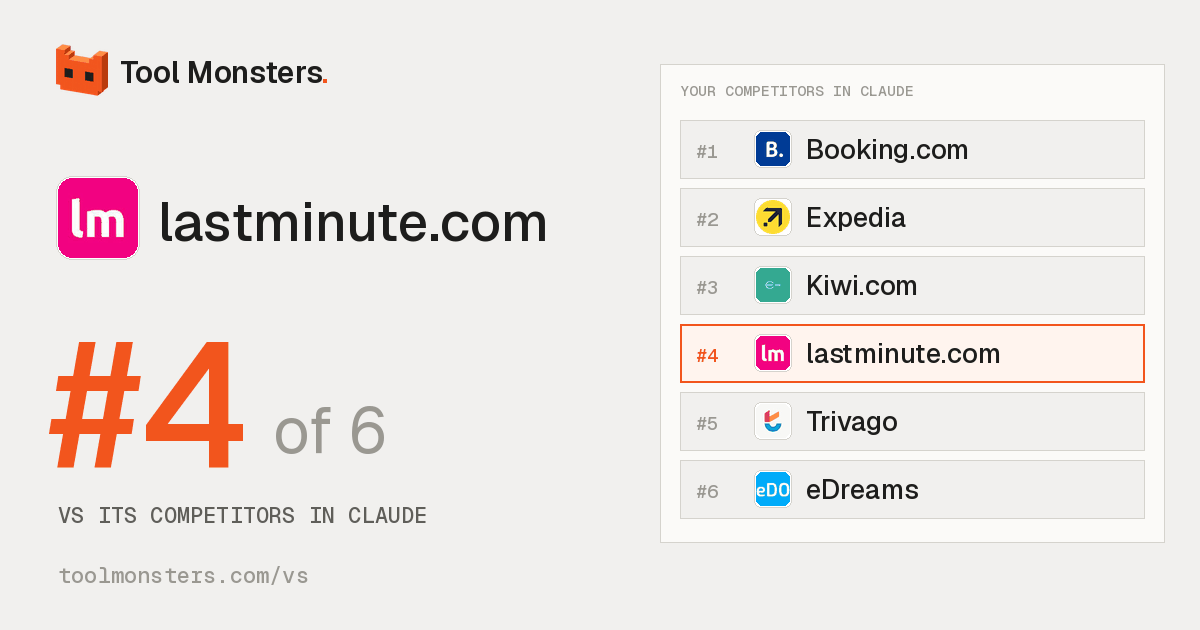 Tool Monsters.
lm
lastminute.com
#4 of 6
VS ITS COMPETITORS IN CLAUDE
toolmonsters.com/vs
YOUR COMPETITORS IN CLAUDE
#1 B. Booking.com
#2 Expedia
#3 Kiwi.com
#4 lm lastminute.com
#5 Trivago
#6 eDO eDreams